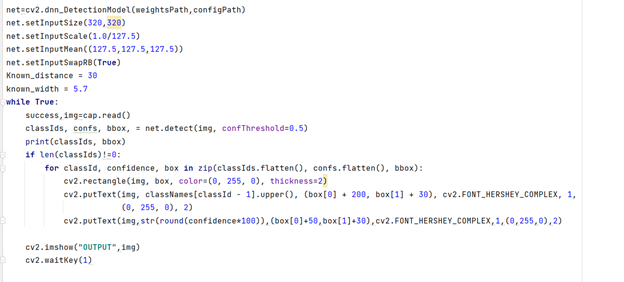 net=cv2.dnn_DetectionModel(weightsPath,configPath)
net.setInputSize(320,320)
net.setInputScale(1.0/127.5)
net.setInputMean((127.5,127.5,127.5))
net.setInputSwapRB(True)
Known_distance = 30
known_width = 5.7
while True:
    success,img=cap.read()
    classIds, confs, bbox, = net.detect(img, confThreshold=0.5)
    print(classIds, bbox)
    if len(classIds)!=0:
        for classId, confidence, box in zip(classIds.flatten(), confs.flatten(), bbox):
            cv2.rectangle(img, box, color=(0, 255, 0), thickness=2)
            cv2.putText(img, classNames[classId - 1].upper(), (box[0] + 200, box[1] + 30), cv2.FONT_HERSHEY_COMPLEX, 1,
                        (0, 255, 0), 2)
            cv2.putText(img,str(round(confidence*100)),(box[0]+50,box[1]+30),cv2.FONT_HERSHEY_COMPLEX,1,(0,255,0),2)
    cv2.imshow("OUTPUT",img)
    cv2.waitKey(1)